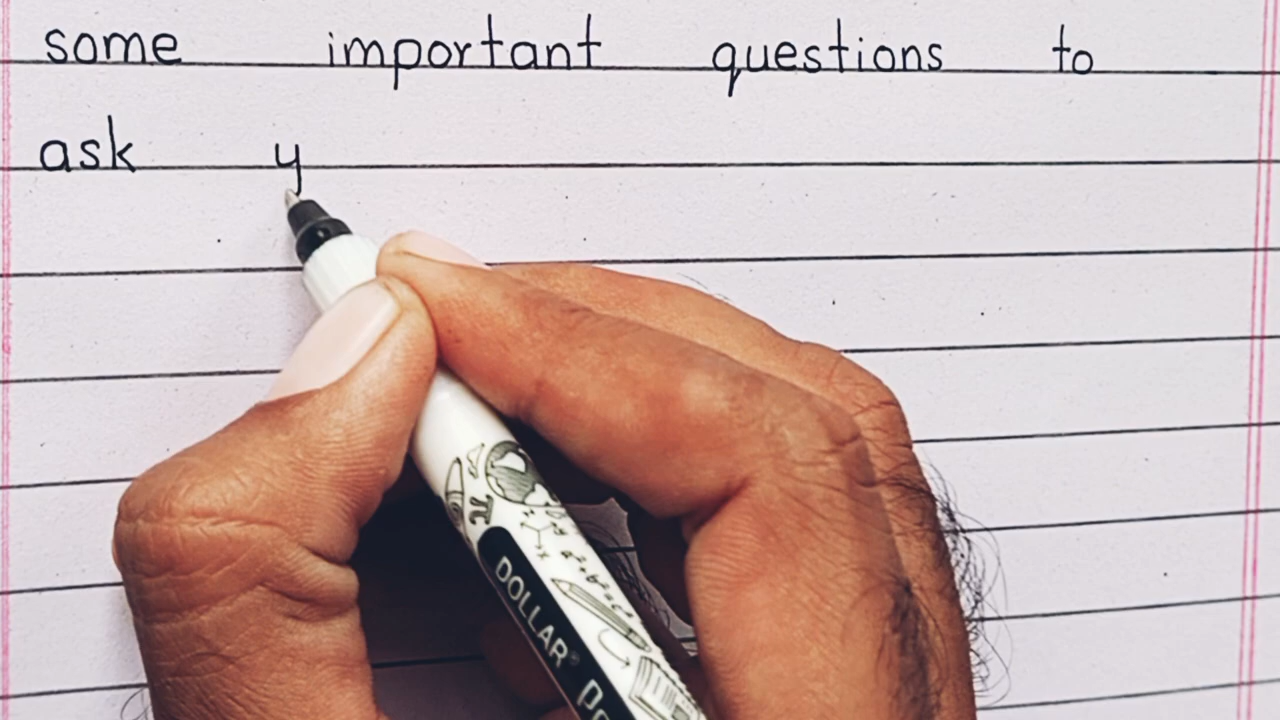 some important questions to
ask y
π
DOLLAR®